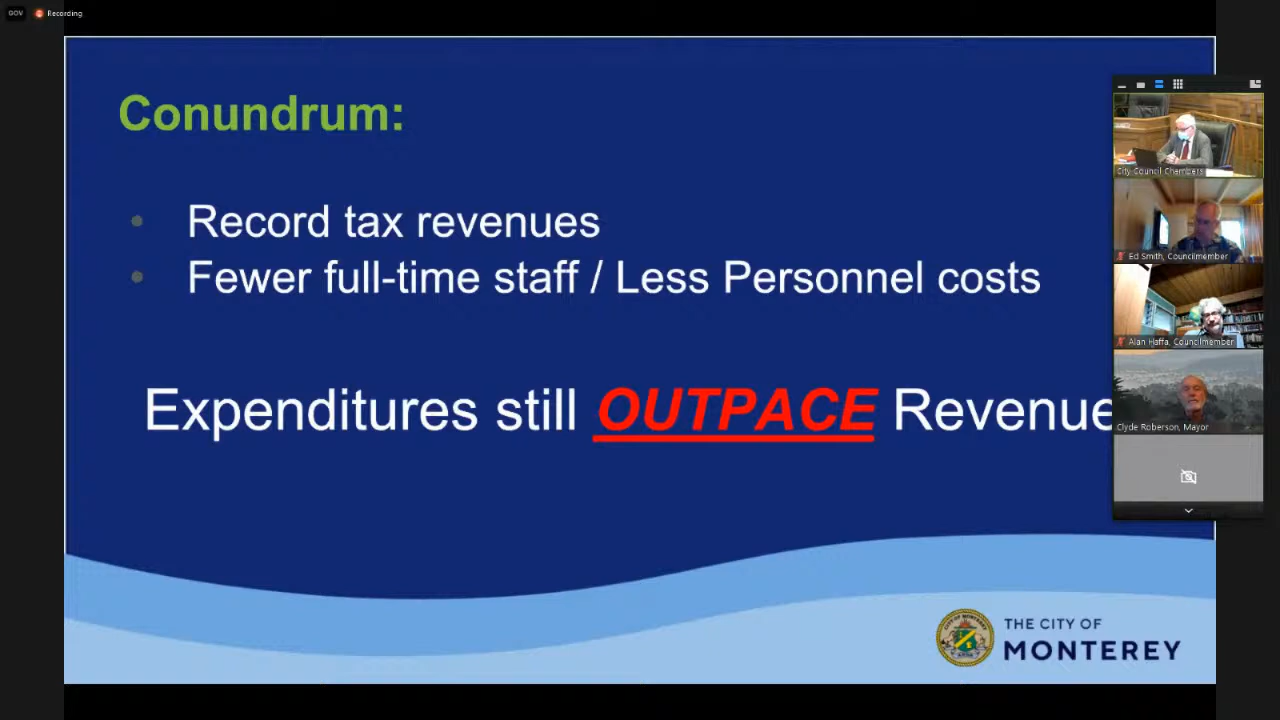 GOV
Recording
Conundrum:
• Record tax revenues
• Fewer full-time staff / Less Personnel costs
Expenditures still OUTPACE Revenue
City Council Chambers
Ed Smith, Councilmember
Alan Haffa, Councilmember
Clyde Roberson, Mayor
THE CITY OF
MONTEREY